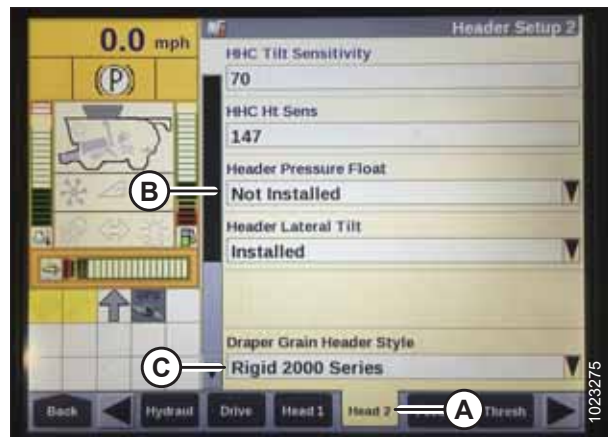 0.0 mph
Header Setup 2
(P)
HHC Tilt Sensitivity
70
HHC Ht Sens
147
Header Pressure Float
B
Not Installed
Header Lateral Tilt
Installed
Draper Grain Header Style
C
Rigid 2000 Series
Back
Hydraul
Drive
Head 1
Head 2
A
Thresh
1023275